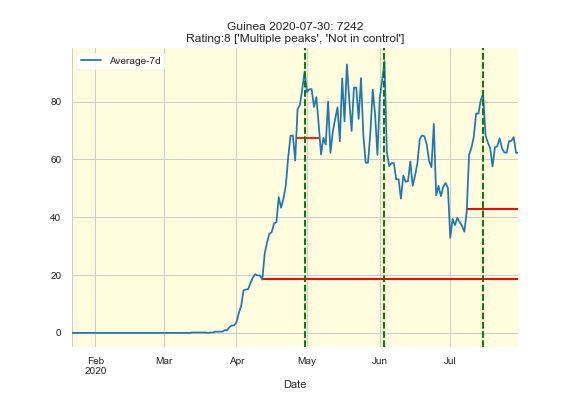 Guinea 2020-07-30: 7242
Rating:8 ['Multiple peaks', 'Not in control']
Average-7d
80
60
40
20
0
Feb Mar Apr May Jun Jul
2020
Date